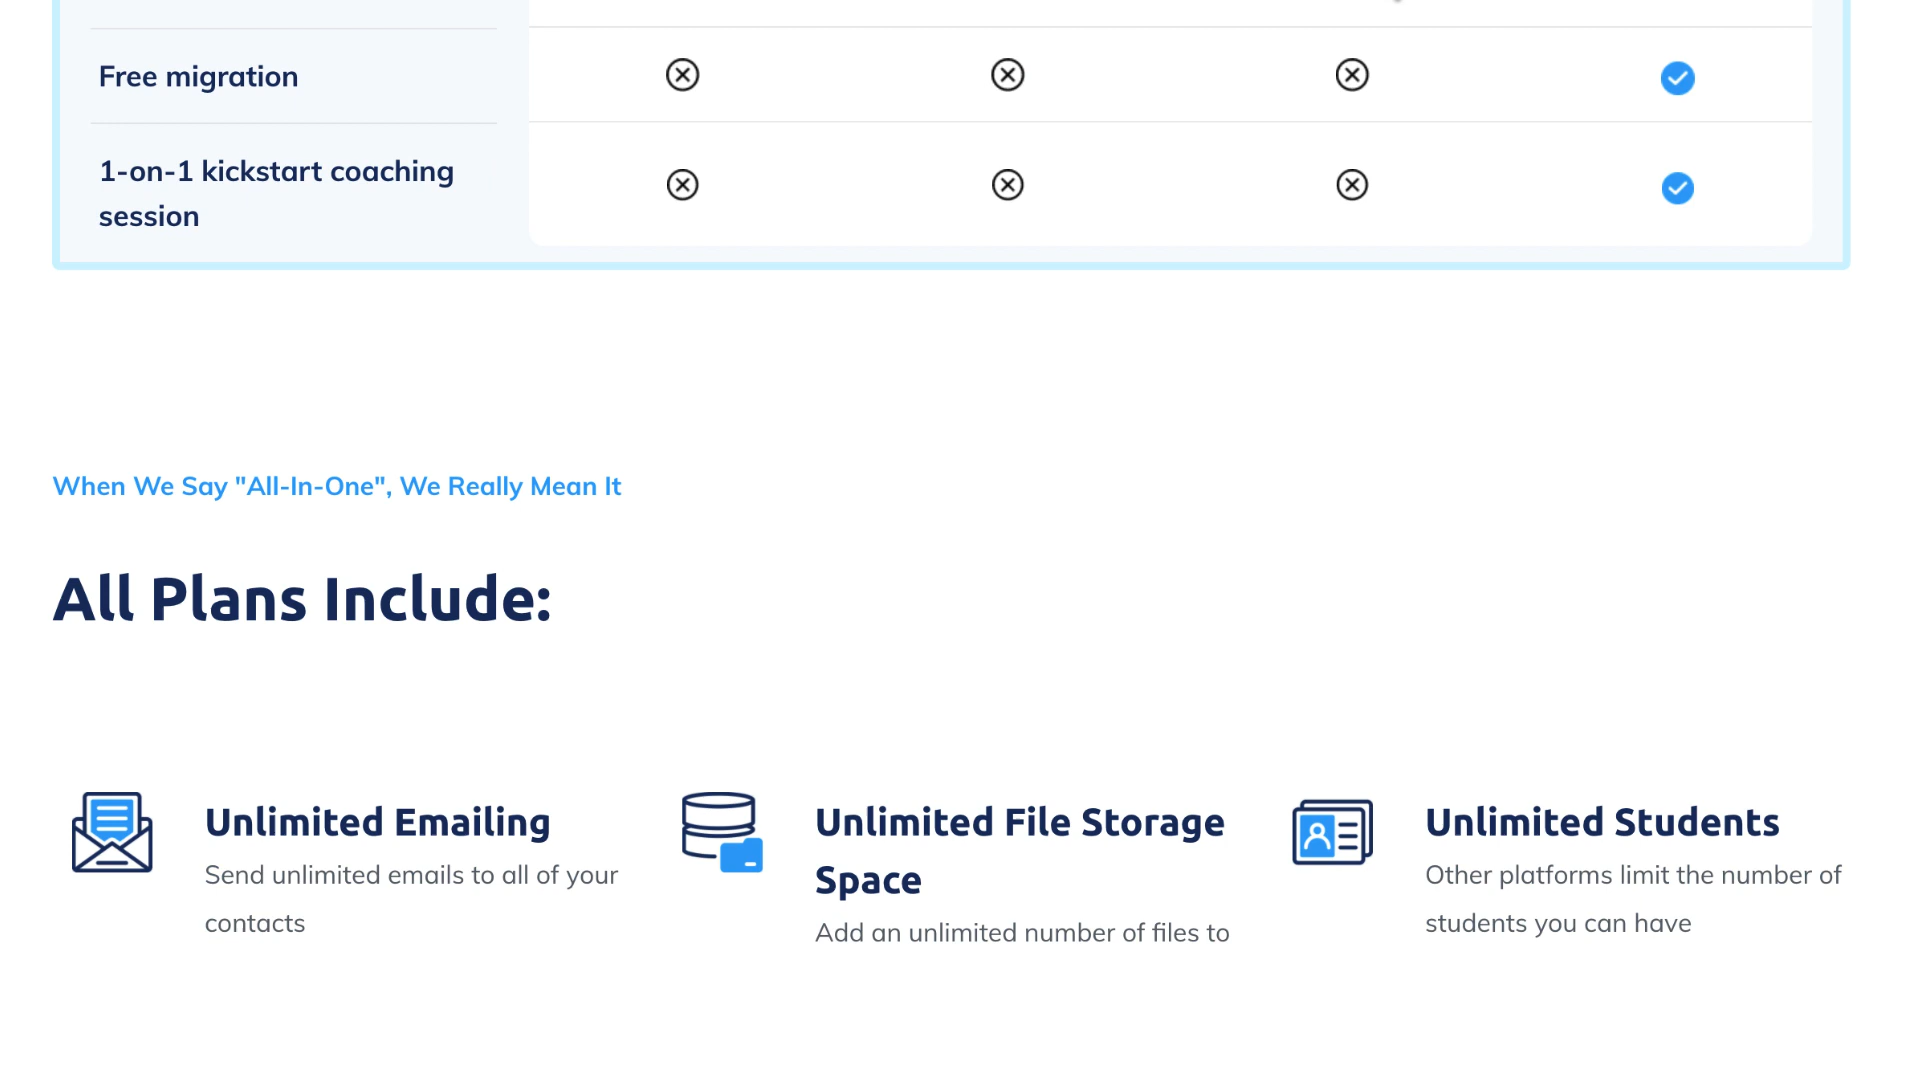 Free migration
1-on-1 kickstart coaching
session
When We Say "All-In-One", We Really Mean It
All Plans Include:
Unlimited Emailing
Send unlimited emails to all of your
contacts
Unlimited File Storage
Space
Add an unlimited number of files to
Unlimited Students
Other platforms limit the number of
students you can have